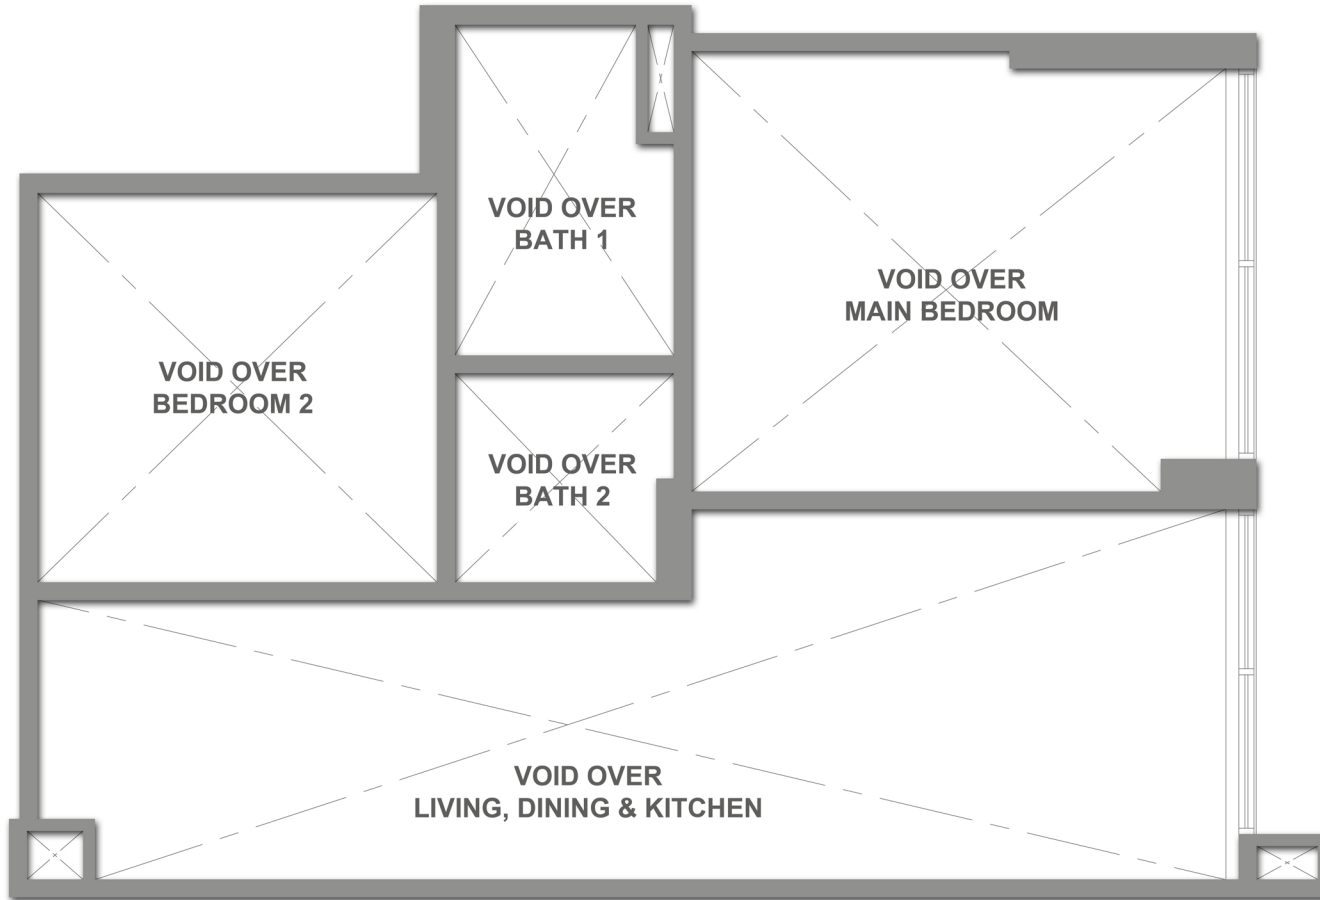 VOID OVER
BATH 1
VOID OVER
MAIN BEDROOM
VOID OVER
BEDROOM 2
VOID OVER
BATH 2
VOID OVER
LIVING, DINING & KITCHEN